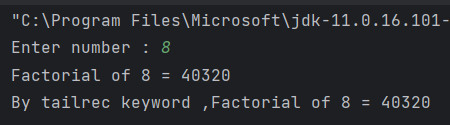 "C:\Program Files\Microsoft\jdk-11.0.16.101-
Enter number : 8
Factorial of 8 = 40320
By tailrec keyword ,Factorial of 8 = 40320